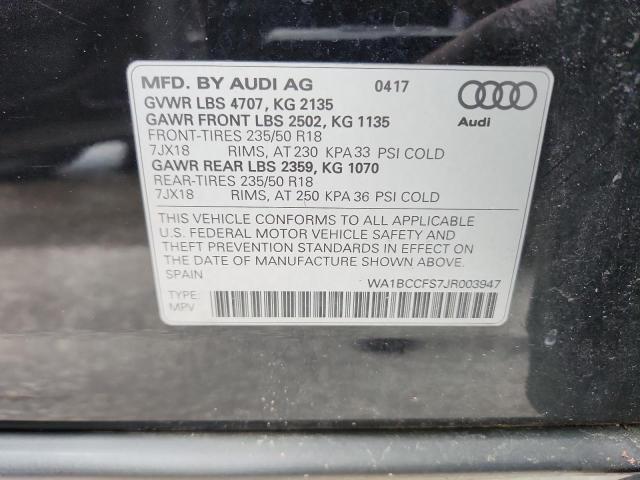 MFD. BY AUDI AG 0417
GVWR LBS 4707, KG 2135
GAWR FRONT LBS 2502, KG 1135
FRONT-TIRES 235/50 R18
7JX18 RIMS, AT 230 KPA 33 PSI COLD
GAWR REAR LBS 2359, KG 1070
REAR-TIRES 235/50 R18
7JX18 RIMS, AT 250 KPA 36 PSI COLD
Audi
THIS VEHICLE CONFORMS TO ALL APPLICABLE
U.S. FEDERAL MOTOR VEHICLE SAFETY AND
THEFT PREVENTION STANDARDS IN EFFECT ON
THE DATE OF MANUFACTURE SHOWN ABOVE.
SPAIN WA1BCCFS7JR003947
TYPE:
MPV